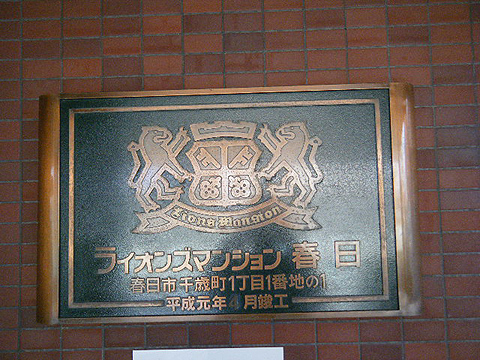 Lions Mansion
ライオンズマンション 春日
春日市千歳町1丁目1番地の1
平成元年4月竣工